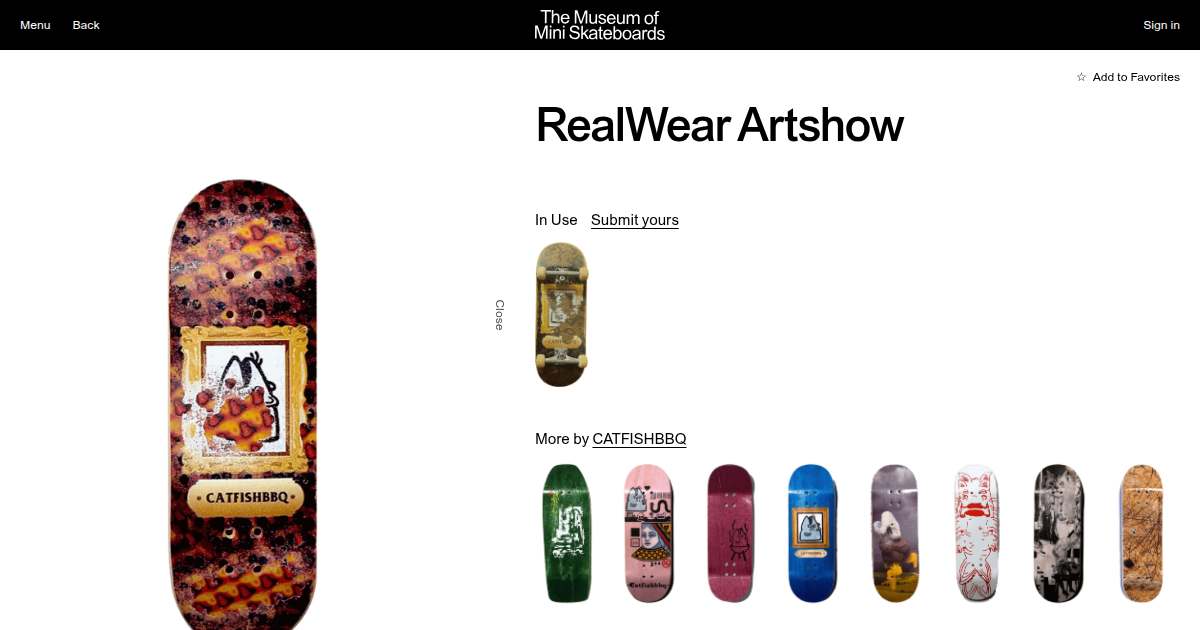 Menu
Back
The Museum of
Mini Skateboards
Sign in
☆ Add to Favorites
RealWear Artshow
In Use
Submit yours
Close
CATFISHBBQ
More by CATFISHBBQ
Catfishbbq